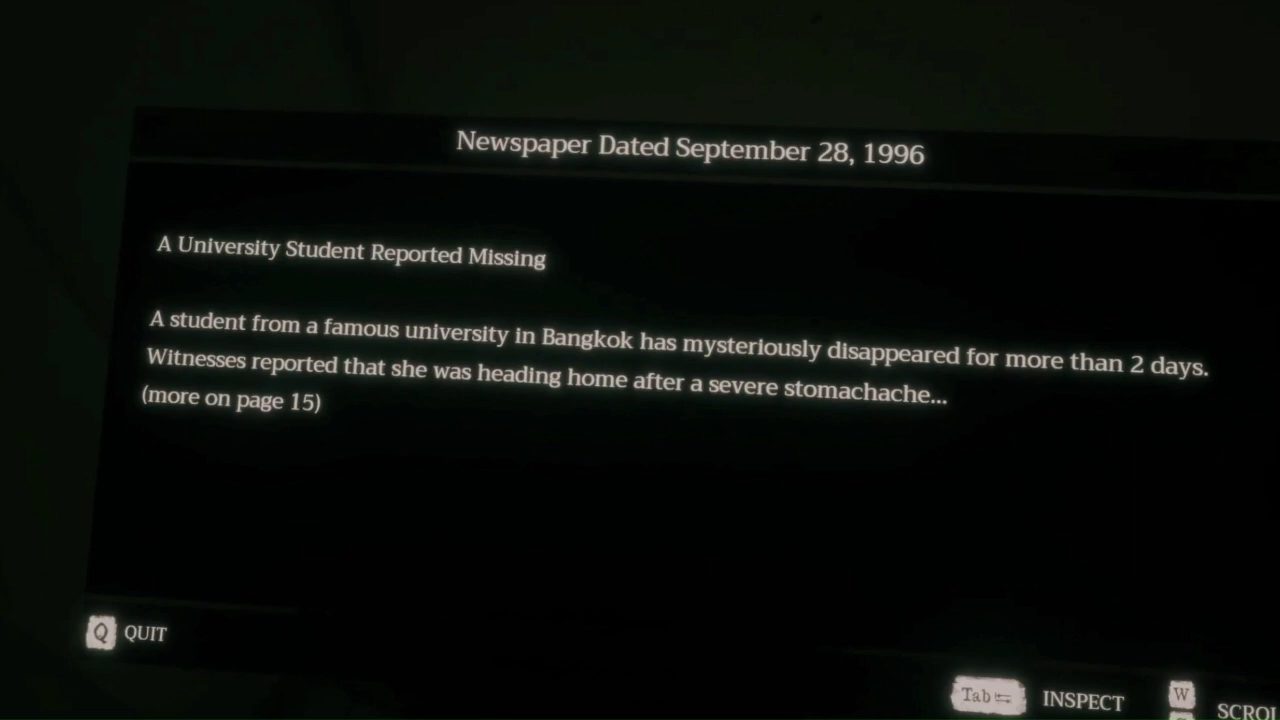 Newspaper Dated September 28, 1996
A University Student Reported Missing
A student from a famous university in Bangkok has mysteriously disappeared for more than 2 days.
Witnesses reported that she was heading home after a severe stomachache...
(more on page 15)
Q QUIT
Tab INSPECT W
SCROL